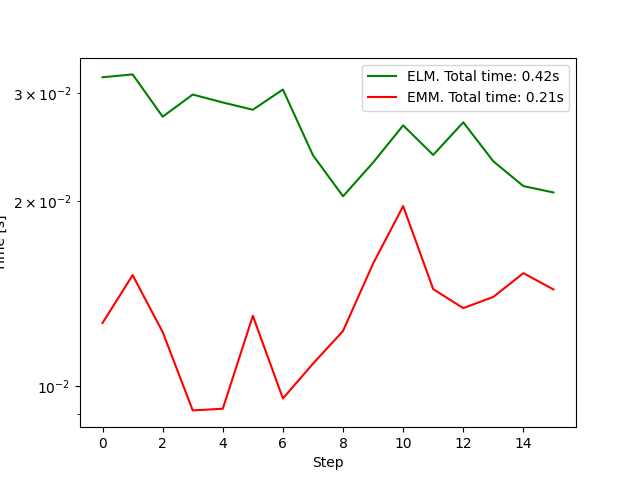 ELM. Total time: 0.42s
EMM. Total time: 0.21s
3 × 10⁻²
2 × 10⁻²
10⁻²
0 2 4 6 8 10 12 14
Step